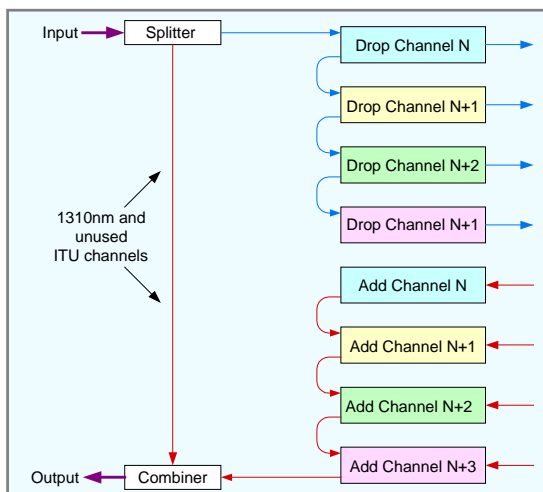 Input
Splitter
Drop Channel N
Drop Channel N+1
Drop Channel N+2
Drop Channel N+1
1310nm and
unused
ITU channels
Add Channel N
Add Channel N+1
Add Channel N+2
Add Channel N+3
Output
Combiner